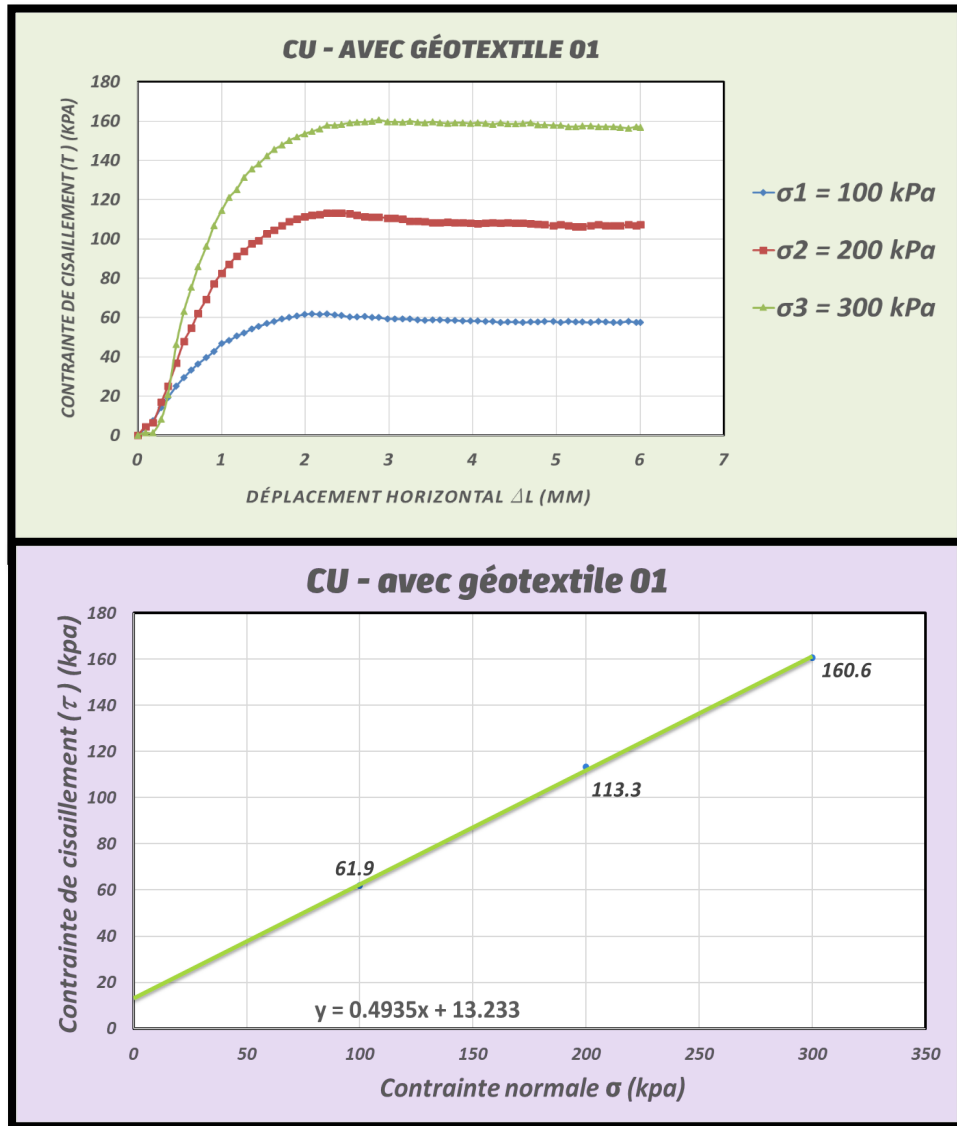 CU - AVEC GÉOTEXTILE 01
CONTRAINTE DE CISAILLEMENT (T ) (KPA)
180
160
140
120
100
80
60
40
20
0
0 1 2 3 4 5 6 7
DÉPLACEMENT HORIZONTAL ΔL (MM)
σ1 = 100 kPa
σ2 = 200 kPa
σ3 = 300 kPa
CU - avec géotextile 01
Contrainte de cisaillement (τ) (kpa)
180
160
140
120
100
80
60
40
20
0
160.6
113.3
61.9
y = 0.4935x + 13.233
0 50 100 150 200 250 300 350
Contrainte normale σ (kpa)